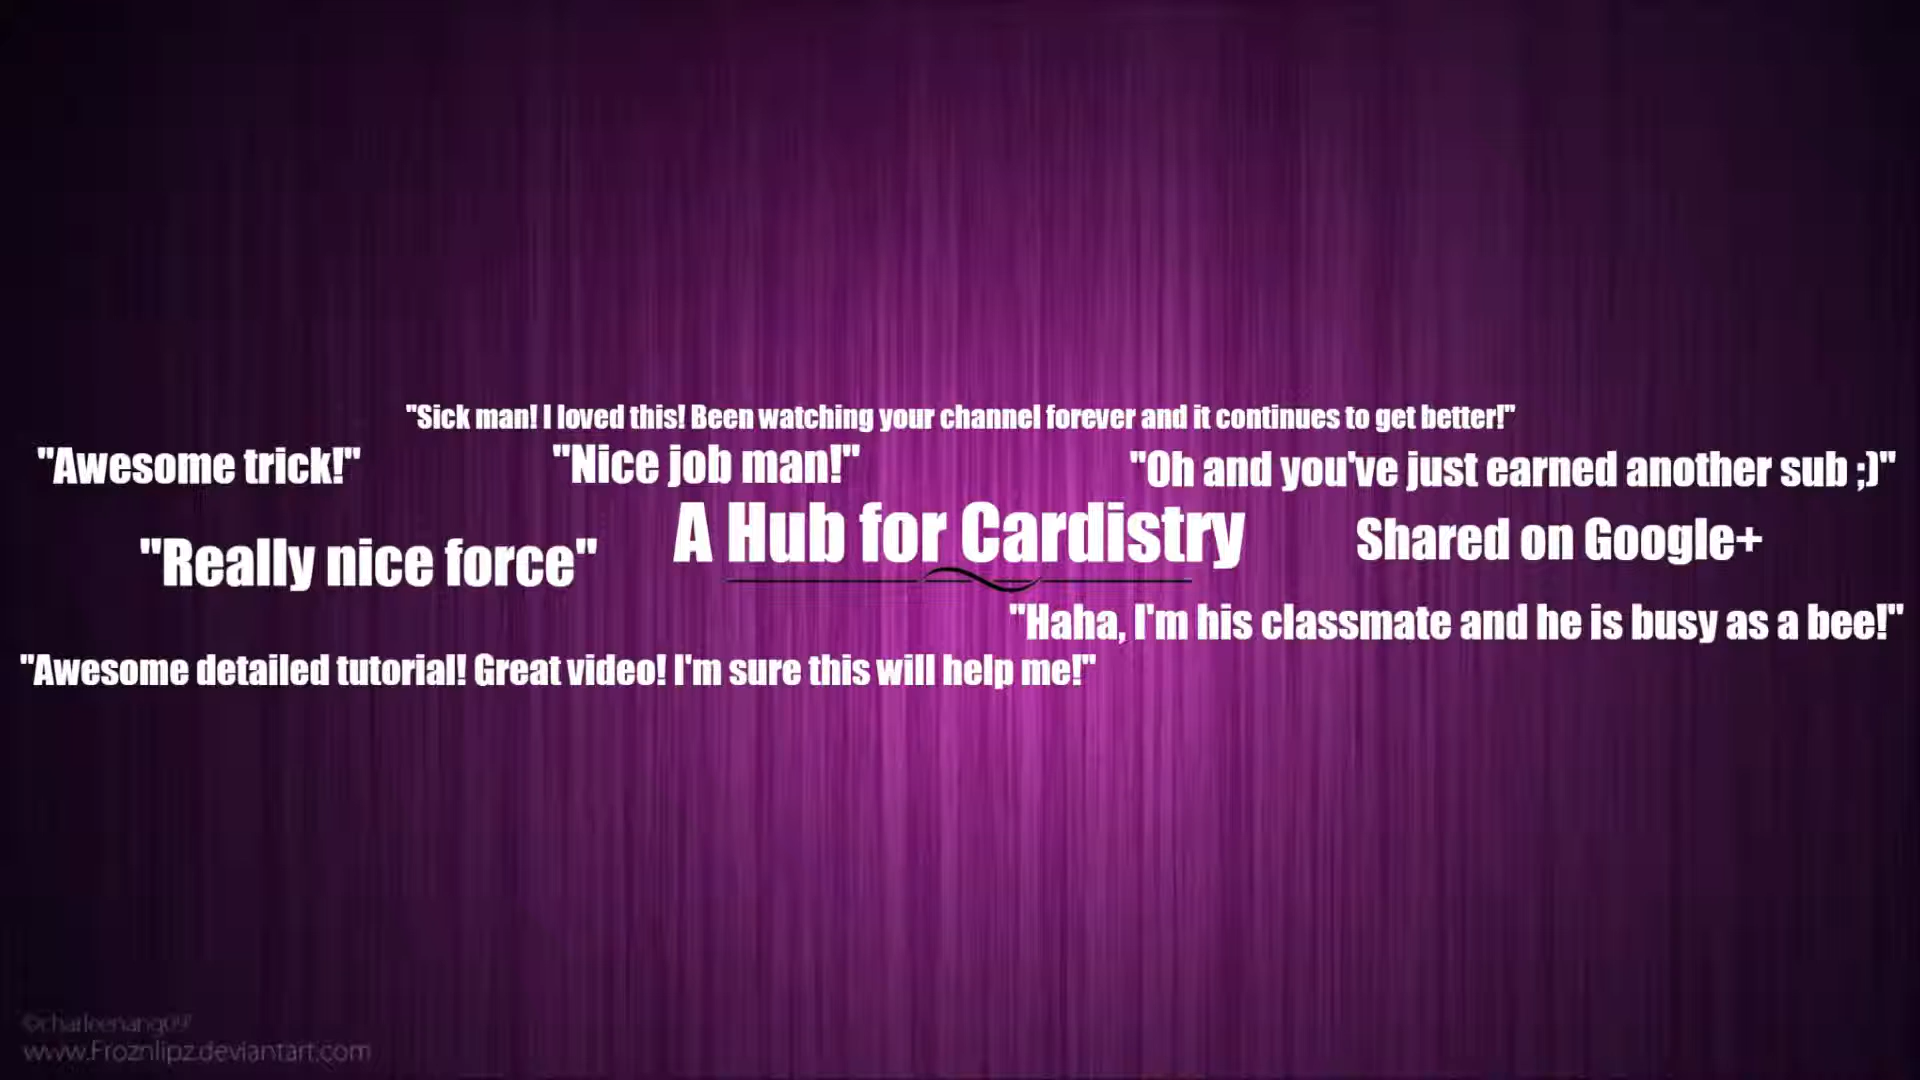 "Sick man! I loved this! Been watching your channel forever and it continues to get better!"
"Awesome trick!"
"Nice job man!"
"Oh and you've just earned another sub ;)"
A Hub for Cardistry
Shared on Google+
"Really nice force"
"Haha, I'm his classmate and he is busy as a bee!"
"Awesome detailed tutorial! Great video! I'm sure this will help me!"
©charleenang09'
www.Froznlipz.deviantart.com